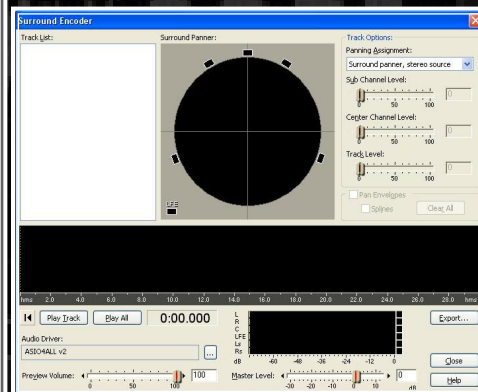 Surround Encoder
Track List:
Surround Panner:
LFE
Track Options:
Panning Assignment:
Surround panner, stereo source
Sub Channel Level:
0
0 50 100
Center Channel Level:
0
0 50 100
Track Level:
0
0 50 100
Pan Envelopes
Splines
Clear All
hms 2.0 4.0 6.0 8.0 10.0 12.0 14.0 16.0 18.0 20.0 22.0 24.0 26.0 28.0 hms
Play Track
Play All
0:00.000
Audio Driver:
ASIO4ALL v2
...
Preview Volume:
100
0 50 100
L
R
C
LFE
Ls
Rs
dB -60 -48 -36 -24 -12 0
Master Level:
0
-30 -20 -10 0 10 dB
Export...
Close
Help